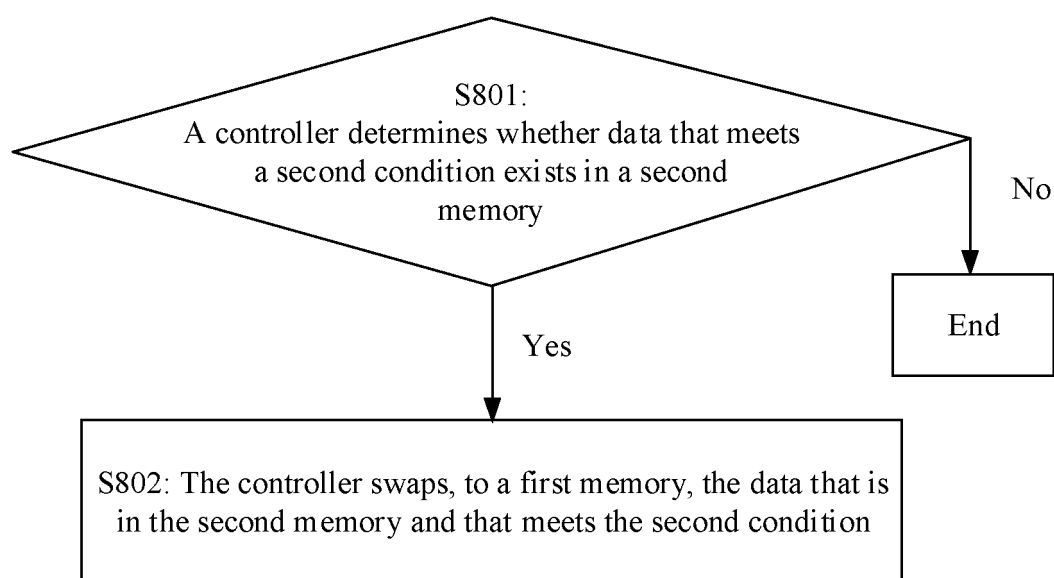 S801:
A controller determines whether data that meets
a second condition exists in a second
memory
No
End
Yes
S802: The controller swaps, to a first memory, the data that is
in the second memory and that meets the second condition